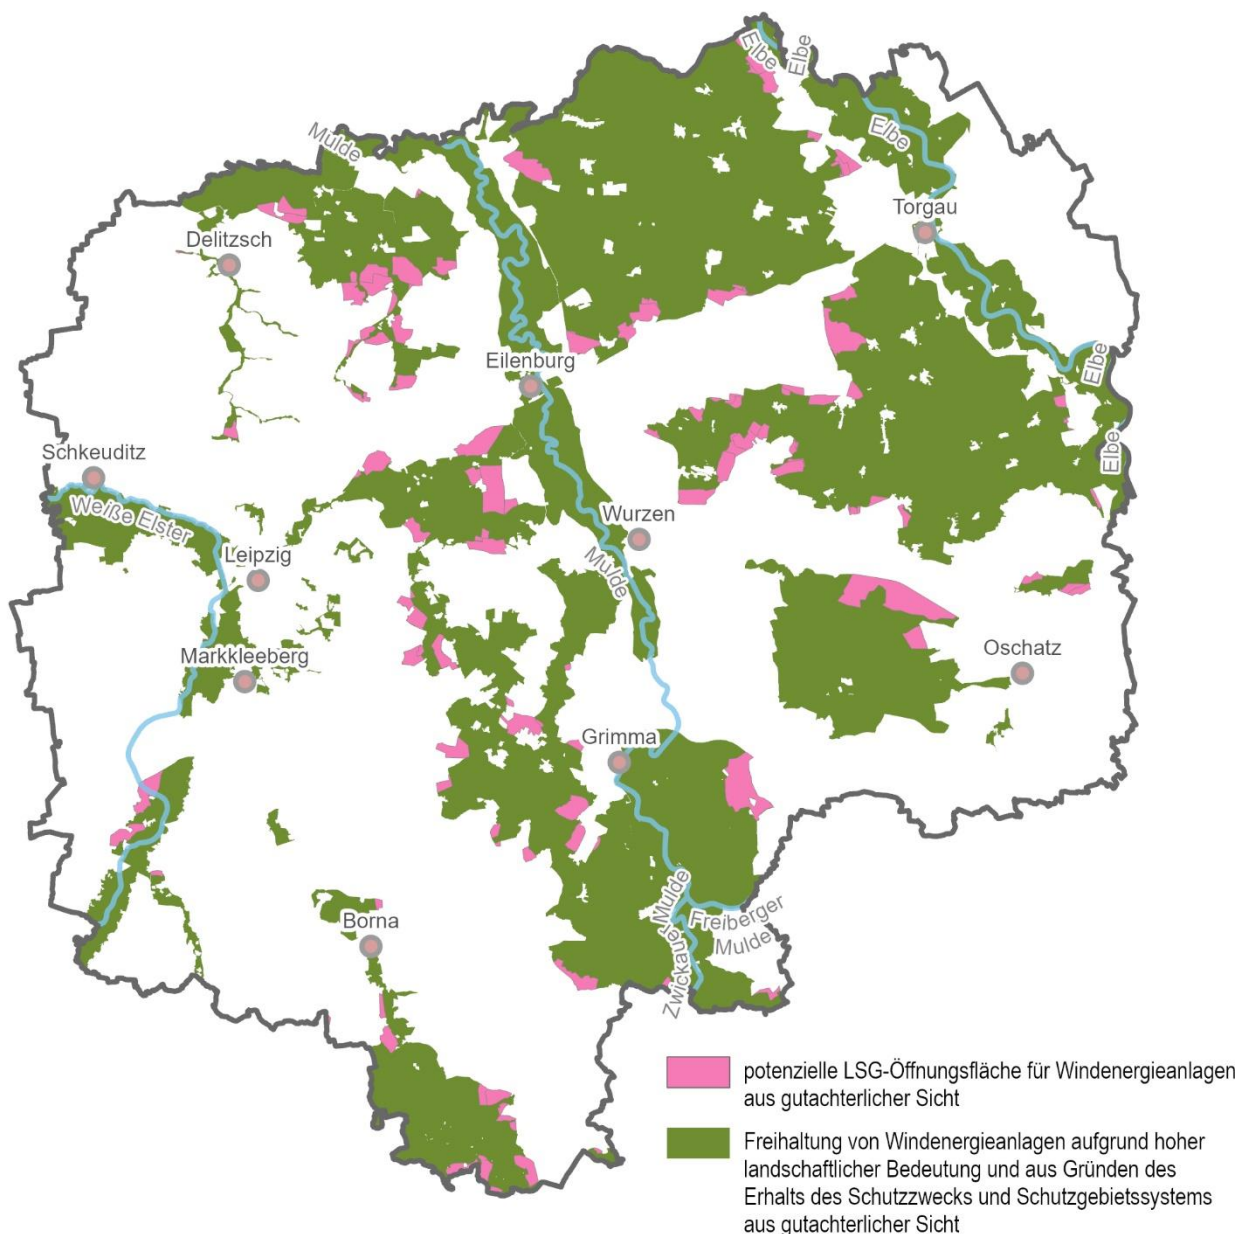 Elbe
Elbe
Elbe
Mulde
Torgau
Delitzsch
Eilenburg
Elbe
Elbe
Schkeuditz
Weiße Elster
Wurzen
Leipzig
Mulde
Markkleeberg
Oschatz
Grimma
Zwickauer Mulde
Freiberger
Mulde
Borna
potenzielle LSG-Öffnungsfläche für Windenergieanlagen
aus gutachterlicher Sicht
Freihaltung von Windenergieanlagen aufgrund hoher
landschaftlicher Bedeutung und aus Gründen des
Erhalts des Schutzzwecks und Schutzgebietssystems
aus gutachterlicher Sicht